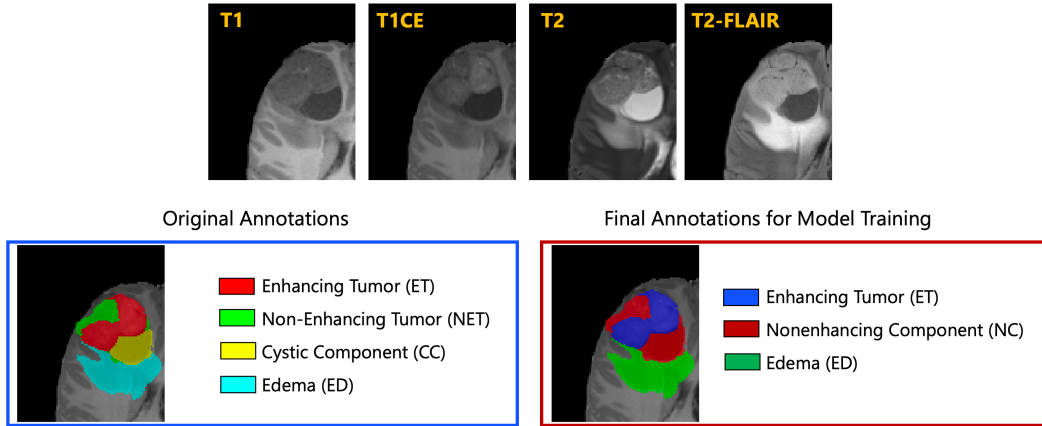 T1
T1CE
T2
T2-FLAIR
Original Annotations
Enhancing Tumor (ET)
Non-Enhancing Tumor (NET)
Cystic Component (CC)
Edema (ED)
Final Annotations for Model Training
Enhancing Tumor (ET)
Nonenhancing Component (NC)
Edema (ED)